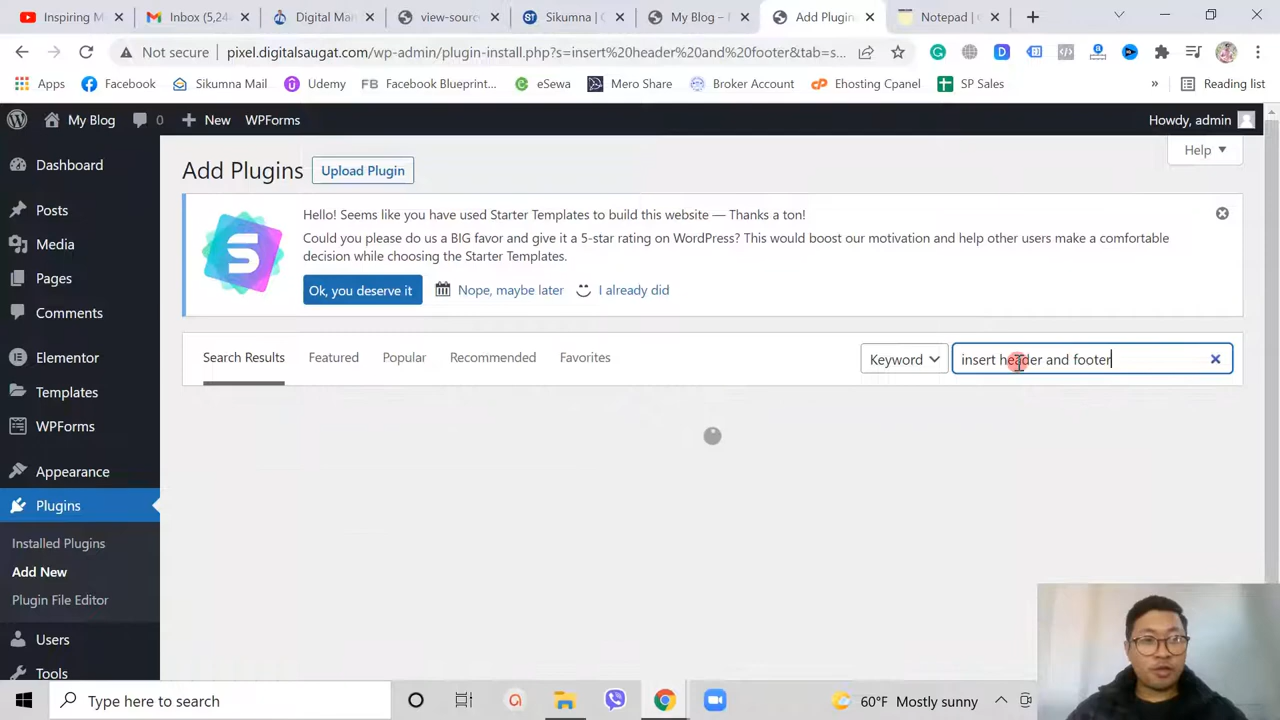 Inspiring M
Inbox (5,24
Digital Mar
view-sourc
Sikumna | C
My Blog –
Add Plugin
Notepad | O
Not secure
pixel.digitalsaugat.com/wp-admin/plugin-install.php?s=insert%20header%20and%20footer&tab=s...
Apps
Facebook
Sikumna Mail
Udemy
FB Facebook Blueprint...
eSewa
Mero Share
Broker Account
Ehosting Cpanel
SP Sales
»
Reading list
My Blog
0
New
WPForms
Howdy, admin
Dashboard
Posts
Media
Pages
Comments
Elementor
Templates
WPForms
Appearance
Plugins
Installed Plugins
Add New
Plugin File Editor
Users
Tools
Help
Add Plugins
Upload Plugin
Hello! Seems like you have used Starter Templates to build this website — Thanks a ton!
Could you please do us a BIG favor and give it a 5-star rating on WordPress? This would boost our motivation and help other users make a comfortable
decision while choosing the Starter Templates.
Ok, you deserve it
Nope, maybe later
I already did
Search Results
Featured
Popular
Recommended
Favorites
Keyword
insert header and footer
Type here to search
60°F Mostly sunny